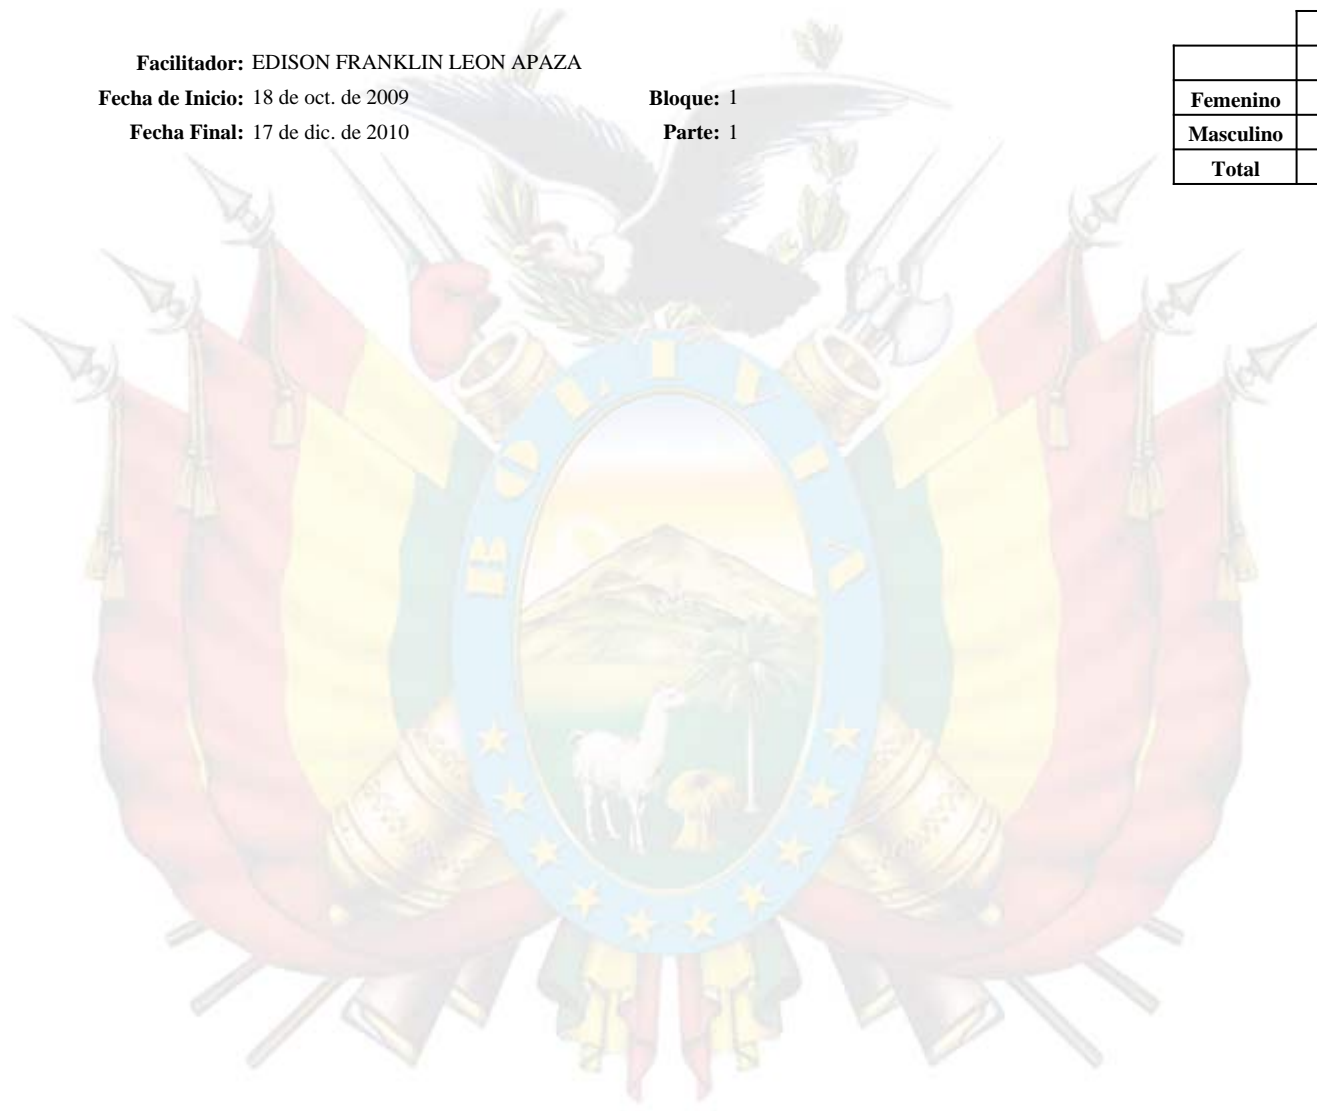 Facilitador: EDISON FRANKLIN LEON APAZA
Fecha de Inicio: 18 de oct. de 2009 Bloque: 1
Fecha Final: 17 de dic. de 2010 Parte: 1
Femenino
Masculino
Total
BOLIVIA